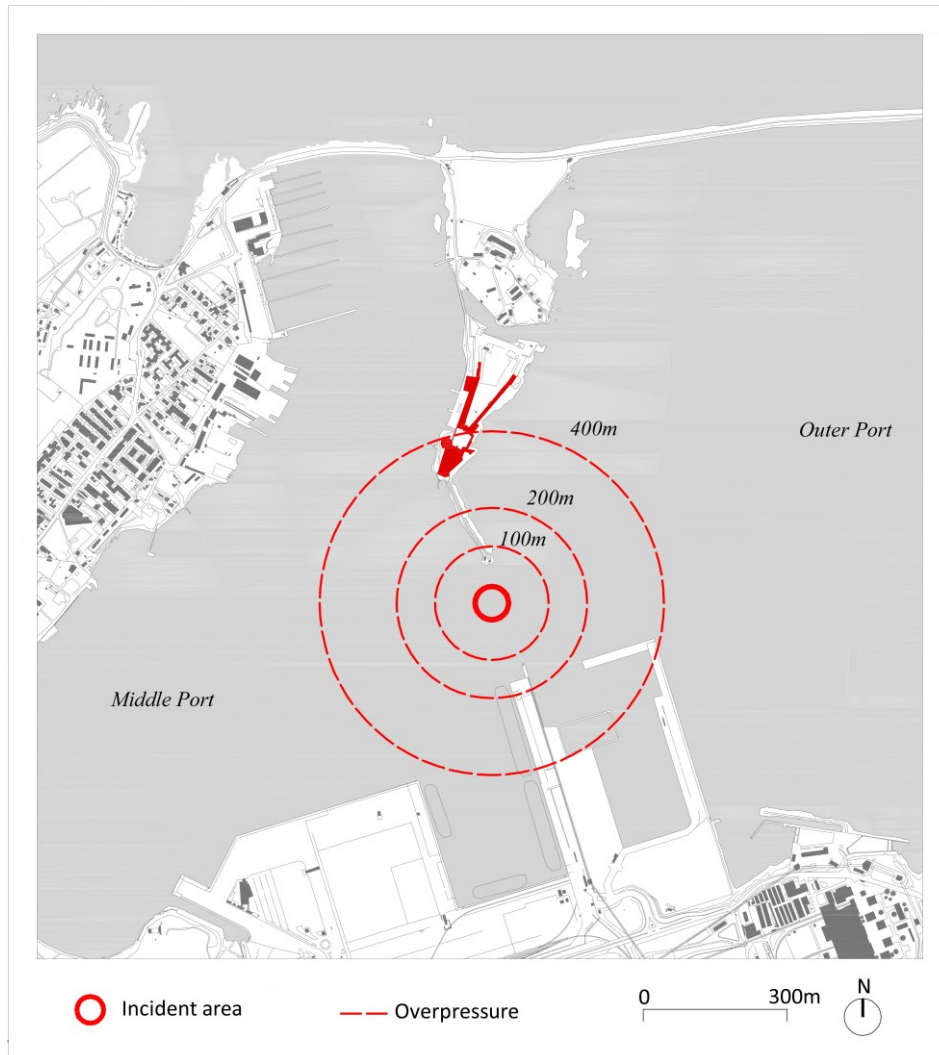 400m
Outer Port
200m
100m
Middle Port
Incident area
Overpressure
0 300m
N